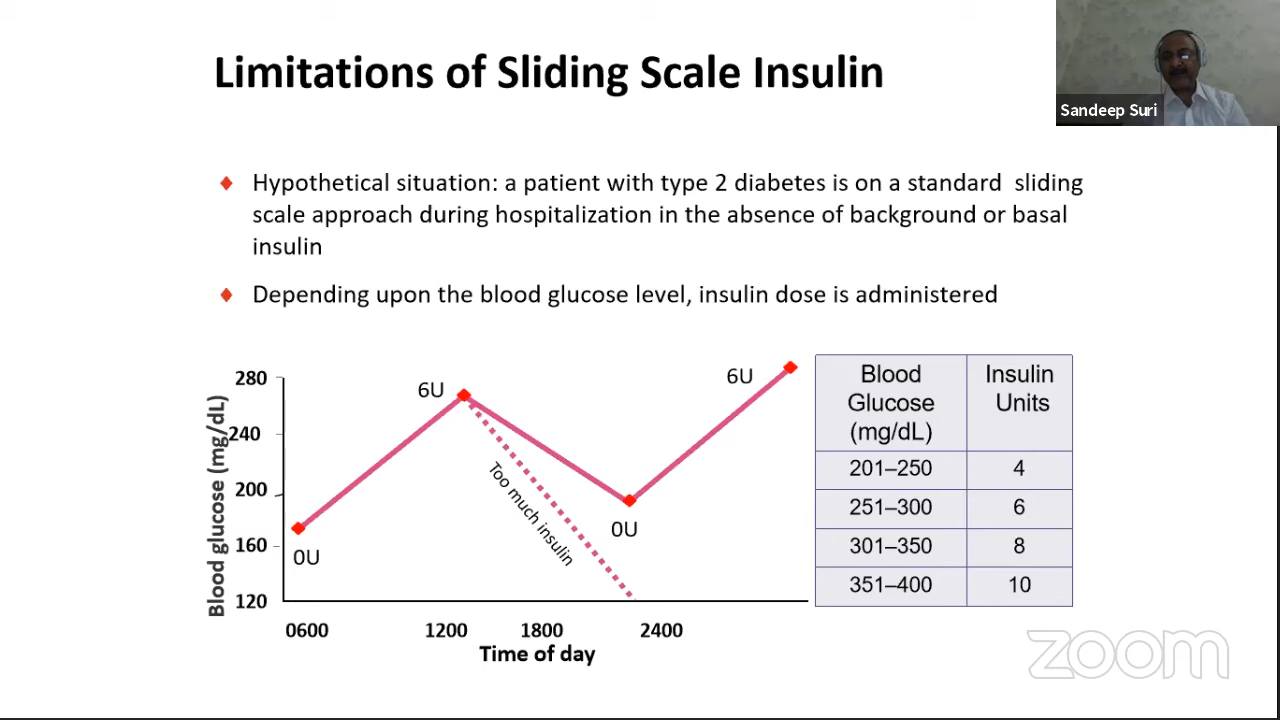 Limitations of Sliding Scale Insulin
Sandeep Suri
Hypothetical situation: a patient with type 2 diabetes is on a standard sliding
scale approach during hospitalization in the absence of background or basal
insulin
Depending upon the blood glucose level, insulin dose is administered
Blood glucose (mg/dL)
280
240
200
160
120
0U
6U
Too much insulin
0U
6U
0600
1200
1800
2400
Time of day
Blood
Glucose
(mg/dL)
Insulin
Units
201–250
4
251–300
6
301–350
8
351–400
10
zoom